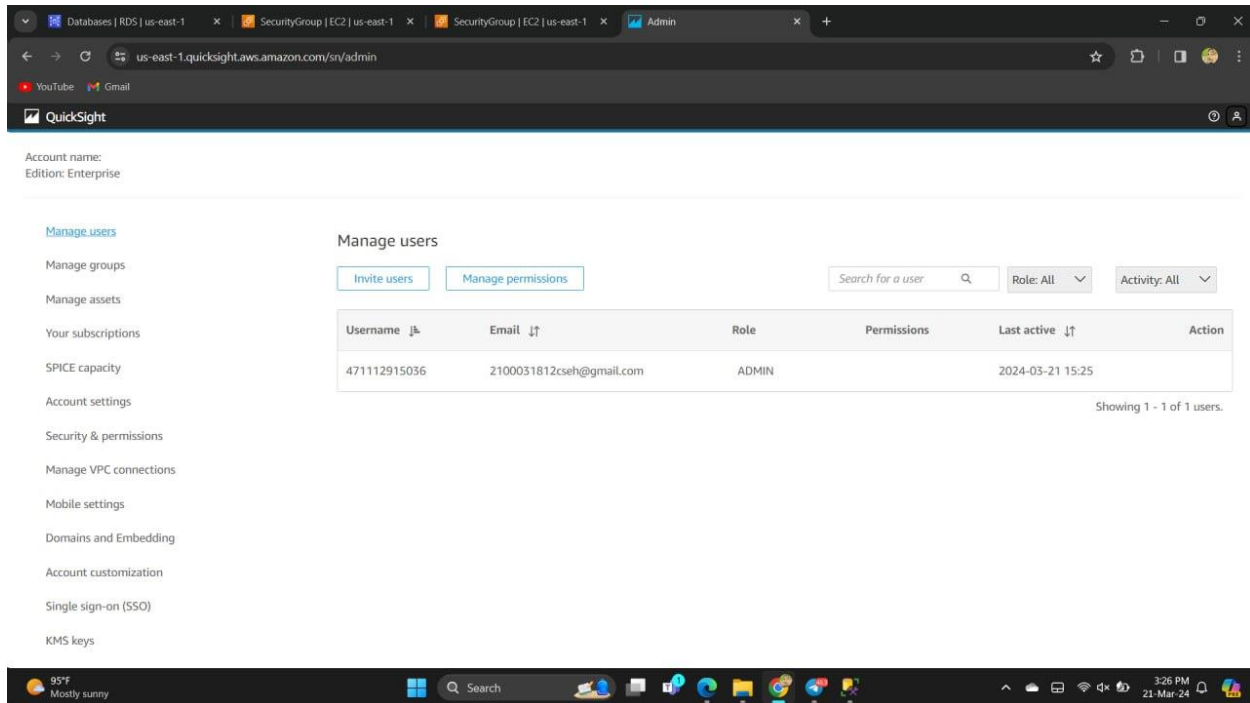 Databases | RDS | us-east-1
SecurityGroup | EC2 | us-east-1
SecurityGroup | EC2 | us-east-1
Admin
us-east-1.quicksight.aws.amazon.com/sn/admin
YouTube Gmail
QuickSight
Account name:
Edition: Enterprise
Manage users
Manage groups
Manage assets
Your subscriptions
SPICE capacity
Account settings
Security & permissions
Manage VPC connections
Mobile settings
Domains and Embedding
Account customization
Single sign-on (SSO)
KMS keys
Manage users
Invite users Manage permissions Search for a user Role: All Activity: All
Username Email Role Permissions Last active Action
471112915036 2100031812cseh@gmail.com ADMIN 2024-03-21 15:25
Showing 1 - 1 of 1 users.
95°F
Mostly sunny
Search
3:26 PM
21-Mar-24